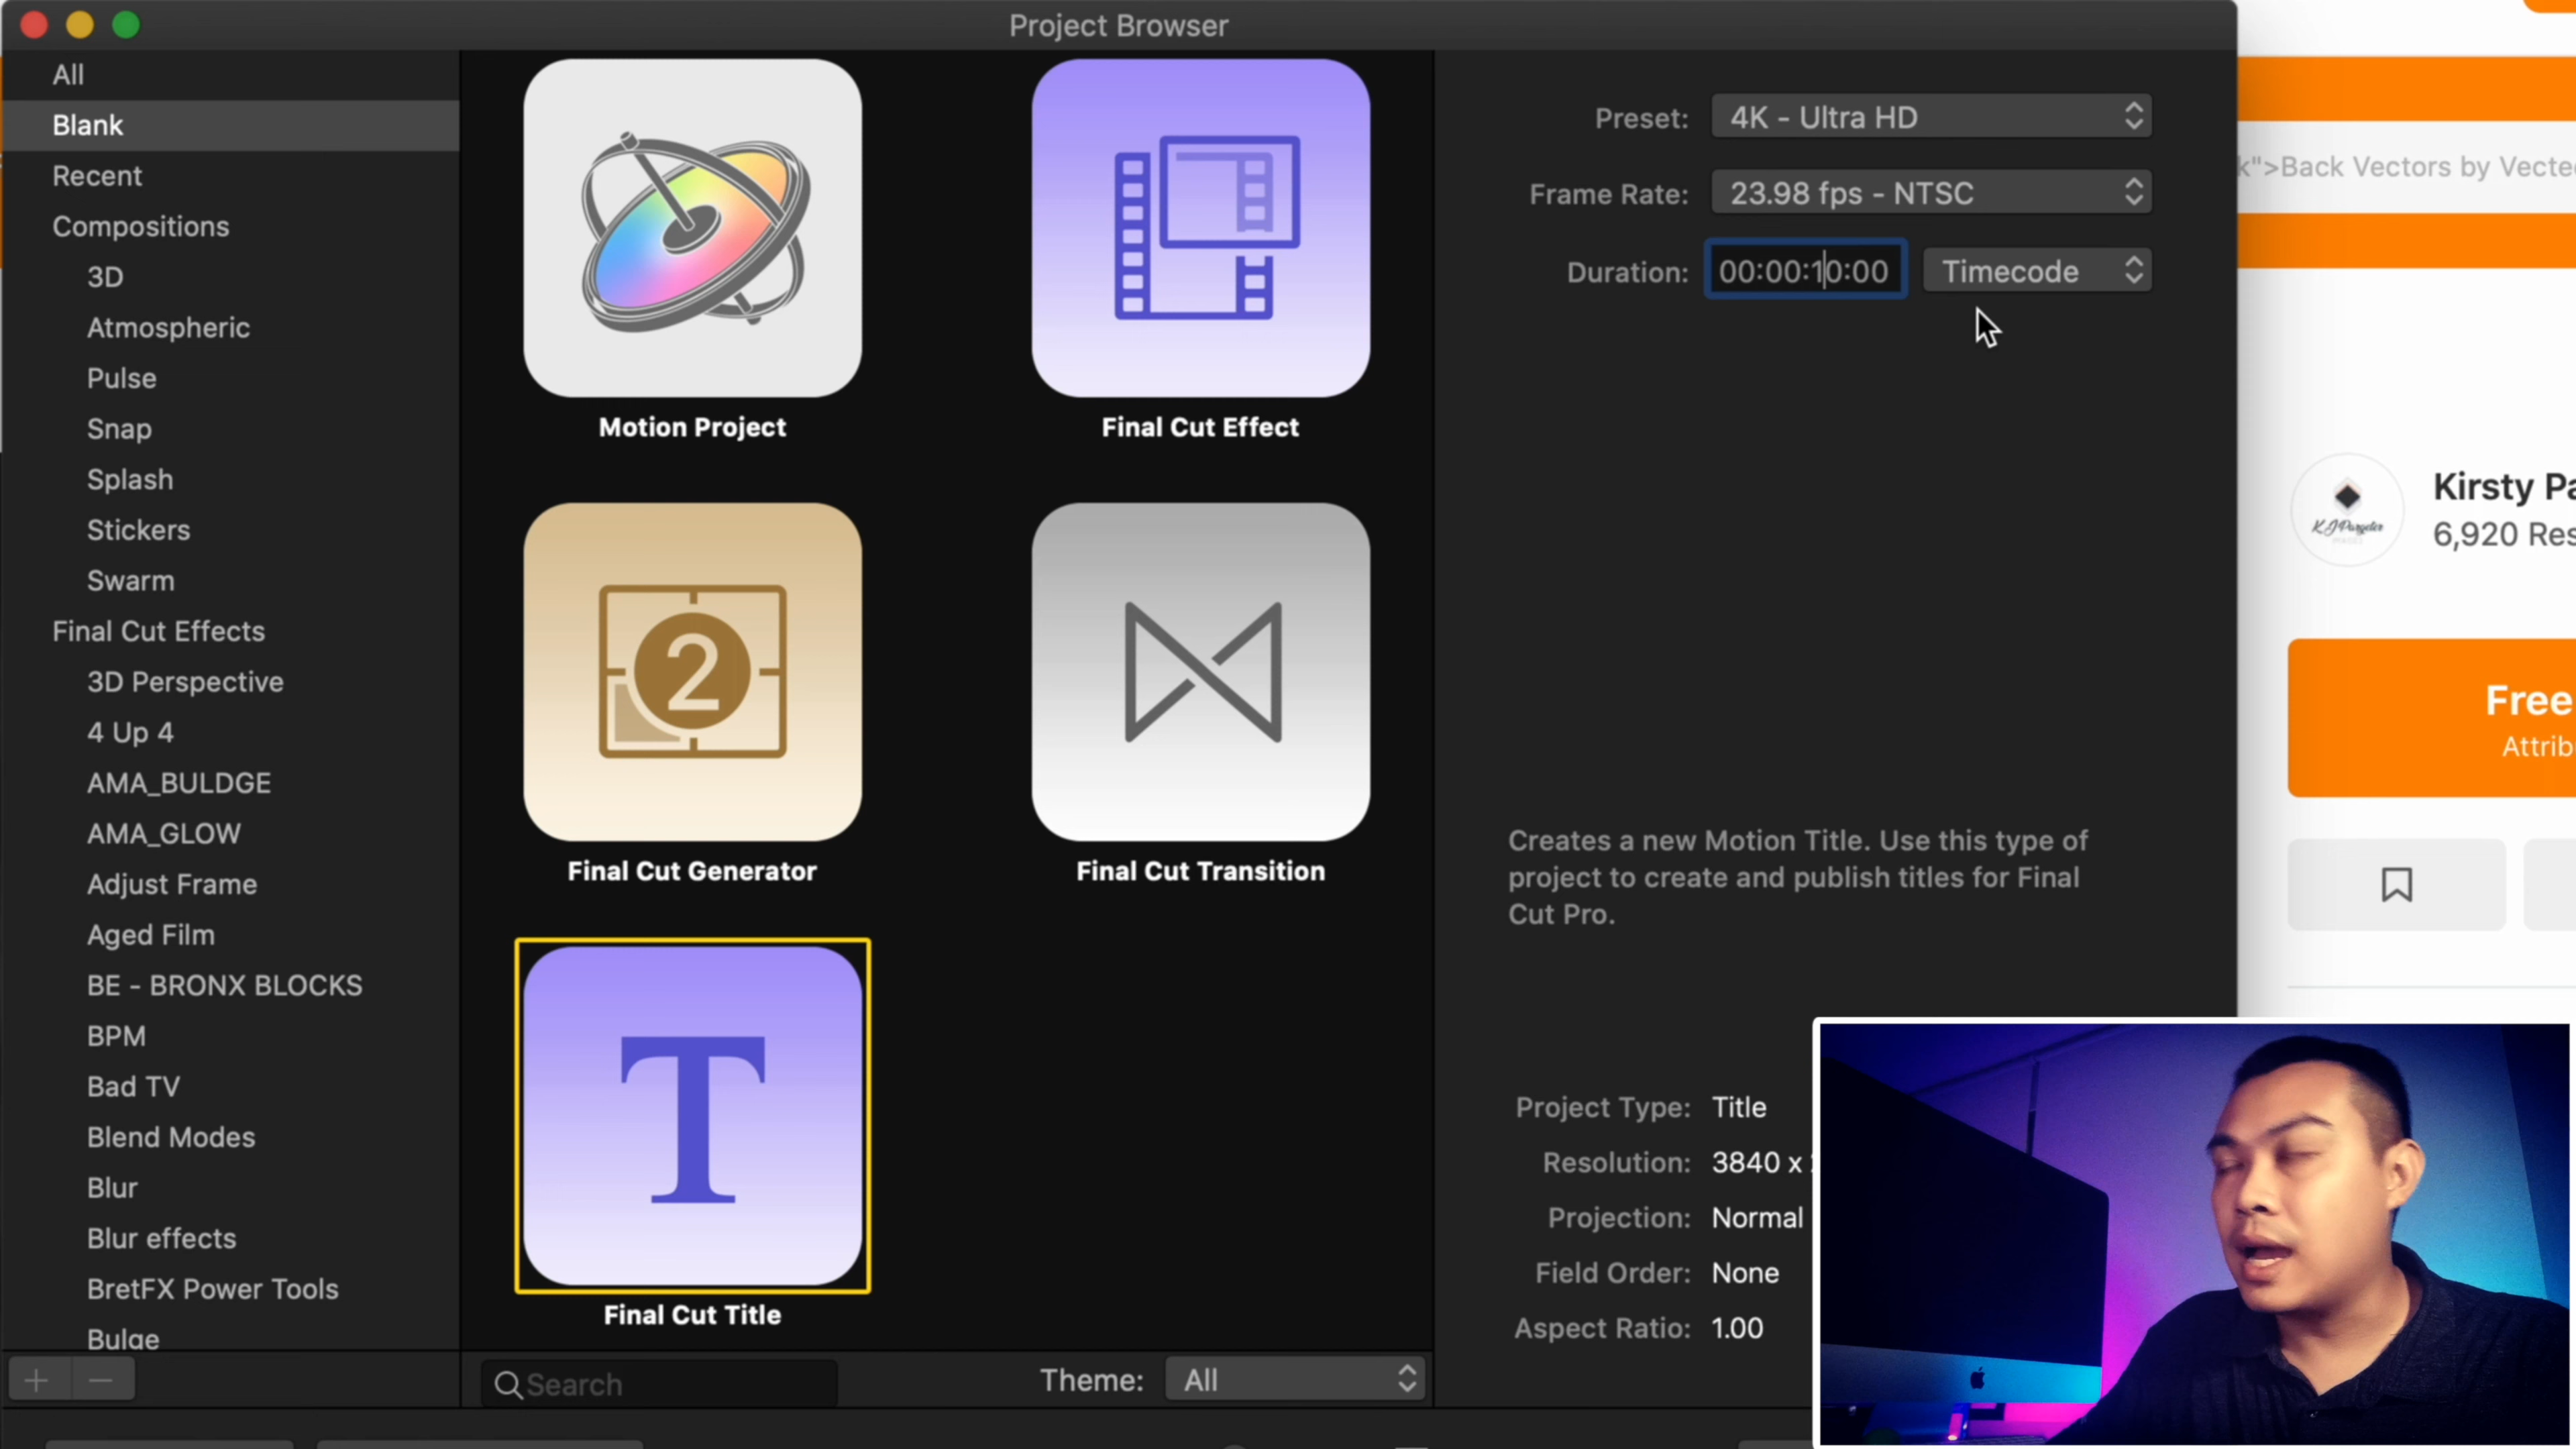 Project Browser
All
Blank
Recent
Compositions
3D
Atmospheric
Pulse
Snap
Splash
Stickers
Swarm
Final Cut Effects
3D Perspective
4 Up 4
AMA_BULDGE
AMA_GLOW
Adjust Frame
Aged Film
BE - BRONX BLOCKS
BPM
Bad TV
Blend Modes
Blur
Blur effects
BretFX Power Tools
Bulge
Motion Project
Final Cut Effect
2
Final Cut Generator
Final Cut Transition
T
Final Cut Title
Search
Theme: All
Preset: 4K - Ultra HD
Frame Rate: 23.98 fps - NTSC
Duration: 00:00:10:00 Timecode
Creates a new Motion Title. Use this type of
project to create and publish titles for Final
Cut Pro.
Project Type: Title
Resolution: 3840 x
Projection: Normal
Field Order: None
Aspect Ratio: 1.00
k">Back Vectors by Vectee
KJ Pargeter
Kirsty Pa
6,920 Res
Free
Attrib